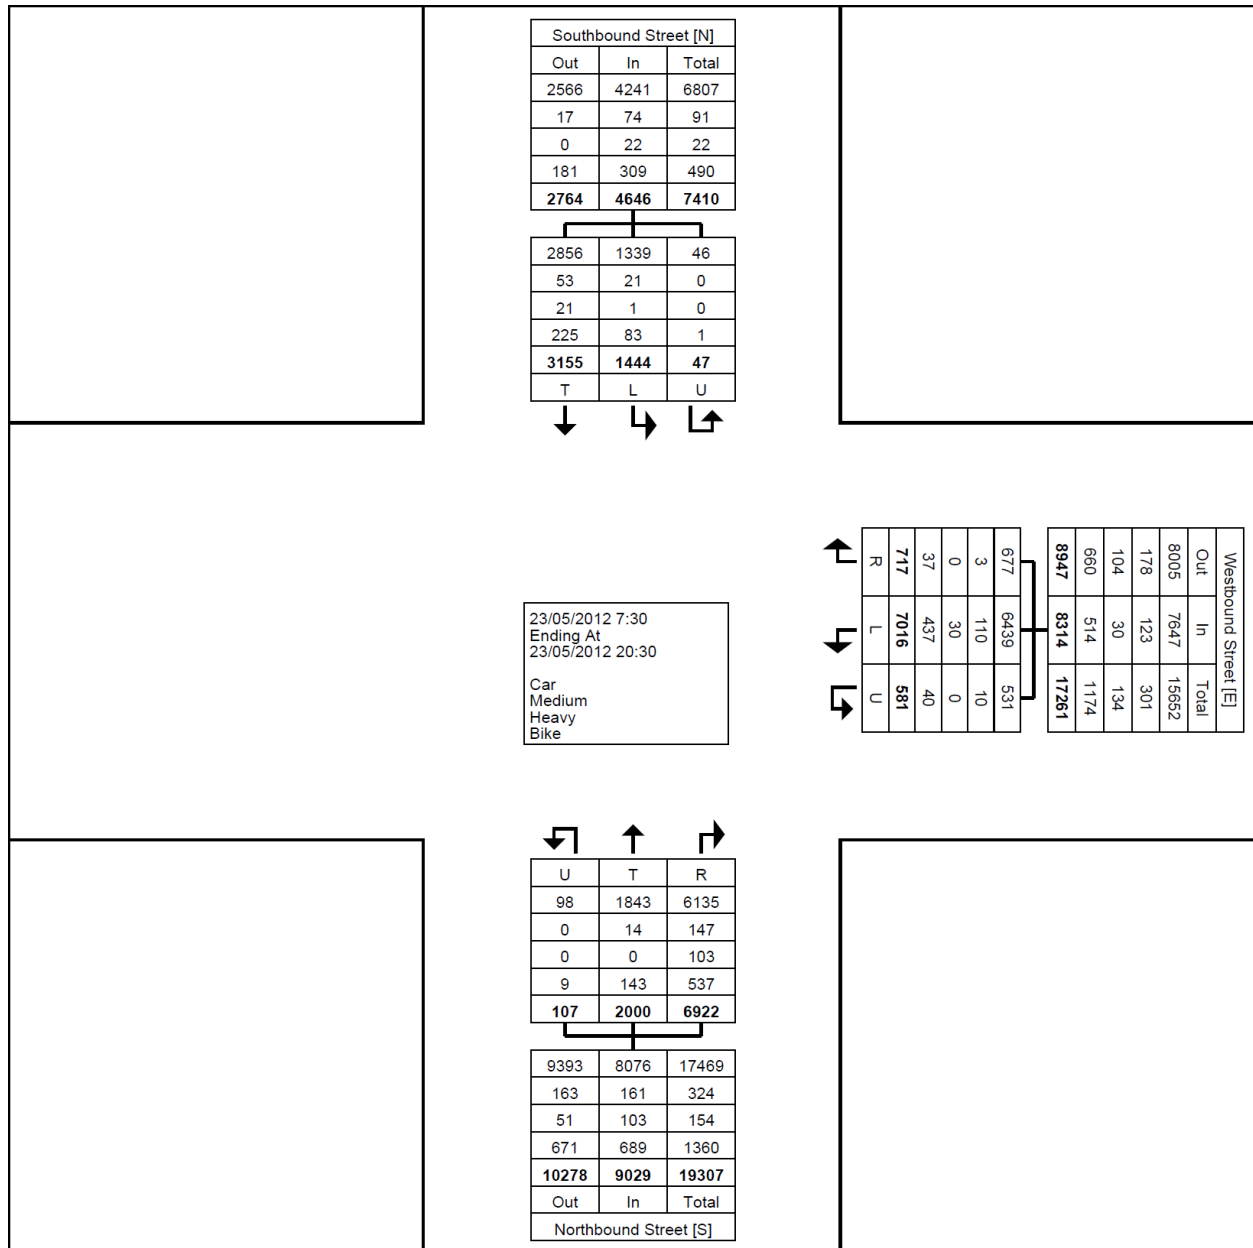 Southbound Street [N]
Out In Total
2566 4241 6807
17 74 91
0 22 22
181 309 490
2764 4646 7410
2856 1339 46
53 21 0
21 1 0
225 83 1
3155 1444 47
T L U
Westbound Street [E]
Out In Total
8005 7647 15652
178 123 301
104 30 134
660 514 1174
8947 8314 17261
677 6439 531
3 110 10
0 30 0
37 437 40
717 7016 581
R L U
23/05/2012 7:30
Ending At
23/05/2012 20:30
Car
Medium
Heavy
Bike
U T R
98 1843 6135
0 14 147
0 0 103
9 143 537
107 2000 6922
9393 8076 17469
163 161 324
51 103 154
671 689 1360
10278 9029 19307
Out In Total
Northbound Street [S]